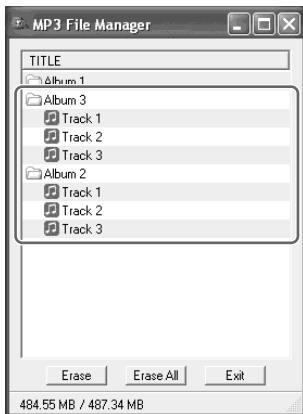 MP3 File Manager
TITLE
Album 1
Album 3
Track 1
Track 2
Track 3
Album 2
Track 1
Track 2
Track 3
Erase Erase All Exit
484.55 MB / 487.34 MB